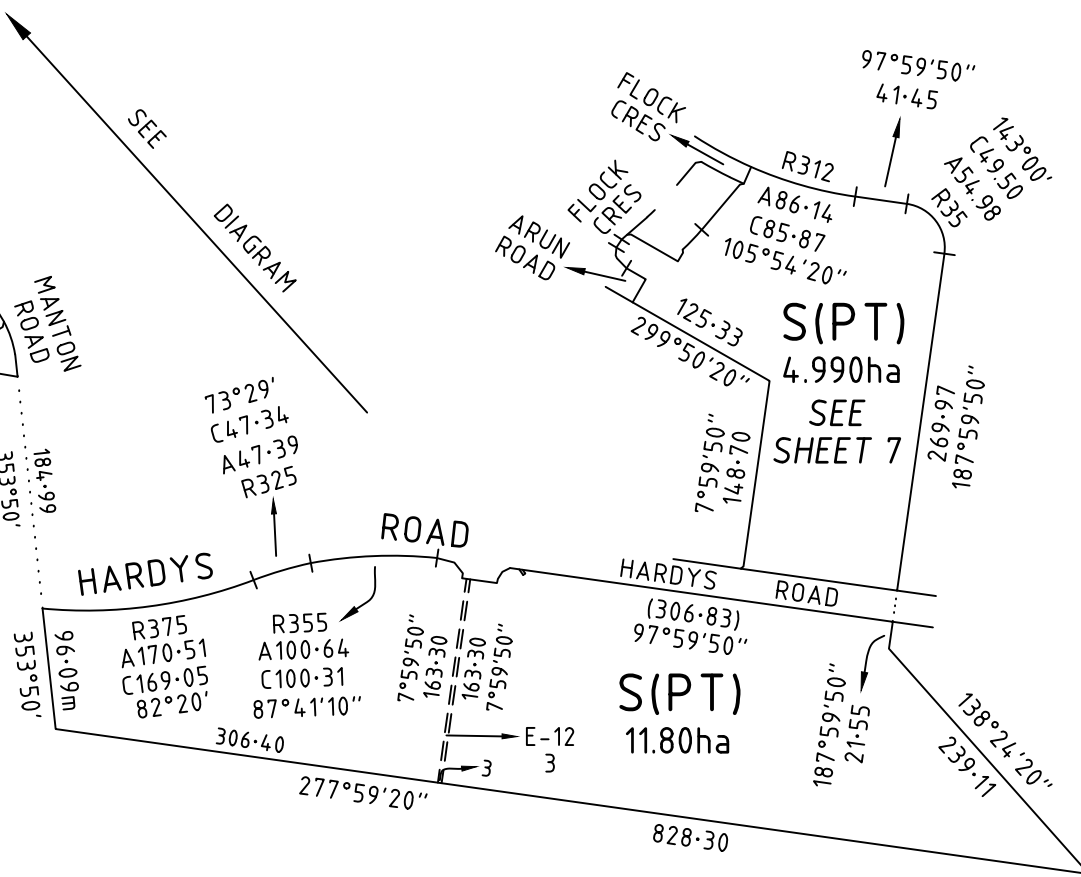 SEE
DIAGRAM
97°59'50"
41·45
FLOCK
CRES
143°00'
C49.50
A54.98
R35
R312
A86·14
C85·87
105°54'20"
FLOCK
CRES
ARUN
ROAD
125·33
299°50'20"
S(PT)
4.990ha
SEE
SHEET 7
269·97
187°59'50"
7°59'50"
148·70
MANTON
ROAD
184·99
353°50'
73°29'
C47·34
A47·39
R325
HARDYS ROAD
HARDYS ROAD
(306·83)
97°59'50"
R375
A170·51
C169·05
82°20'
R355
A100·64
C100·31
87°41'10"
96·09m
353°50'
7°59'50"
163·30
163·30
7°59'50"
S(PT)
11.80ha
187°59'50"
21·55
138°24'20"
239·11
E-12
3
3
306·40
277°59'20"
828·30